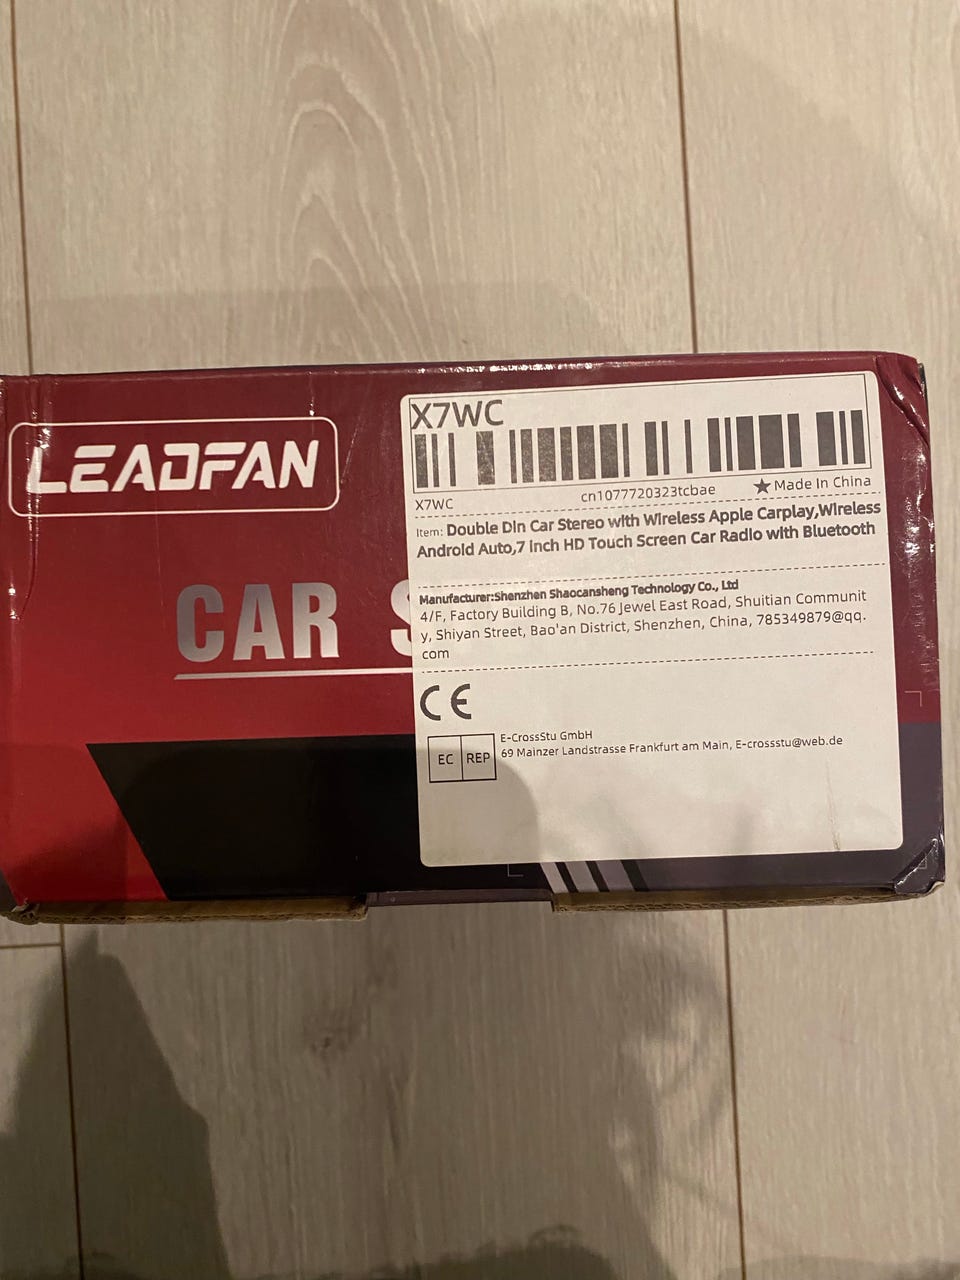 LEADFAN
CAR
X7WC
X7WC
cn1077720323tcbae
★ Made In China
Item: Double Din Car Stereo with Wireless Apple Carplay,Wireless
Android Auto,7 Inch HD Touch Screen Car Radio with Bluetooth
Manufacturer:Shenzhen Shaocansheng Technology Co., Ltd
4/F, Factory Building B, No.76 Jewel East Road, Shuitian Communit
y, Shiyan Street, Bao'an District, Shenzhen, China, 785349879@qq.
com
CE
EC REP
E-CrossStu GmbH
69 Mainzer Landstrasse Frankfurt am Main, E-crossstu@web.de